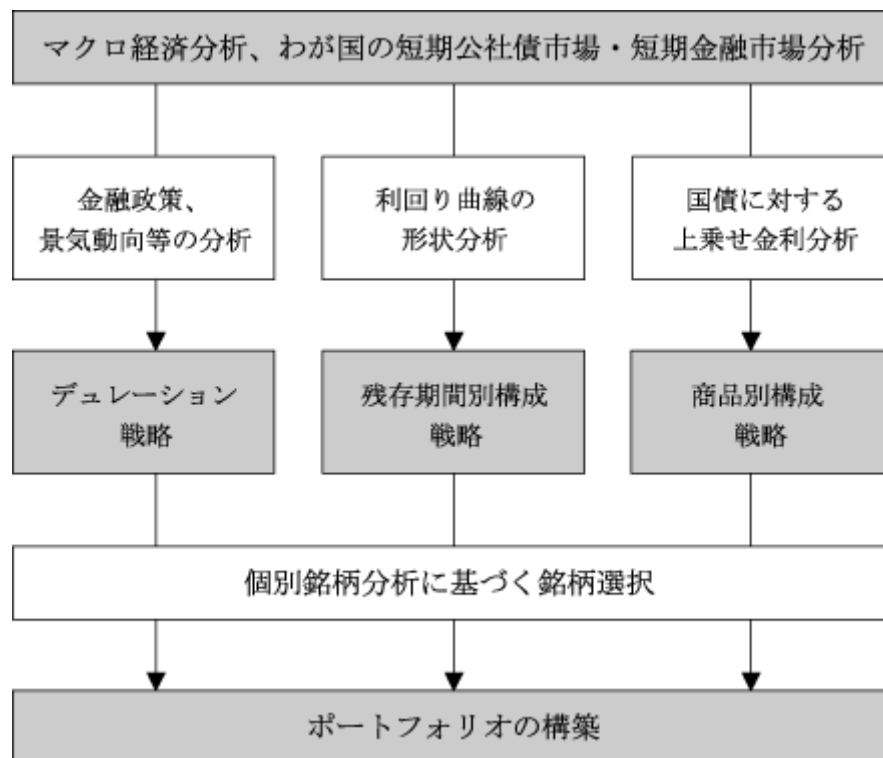 マクロ経済分析、わが国の短期公社債市場・短期金融市場分析
金融政策、
景気動向等の分析
利回り曲線の
形状分析
国債に対する
上乗せ金利分析
デュレーション
戦略
残存期間別構成
戦略
商品別構成
戦略
個別銘柄分析に基づく銘柄選択
ポートフォリオの構築